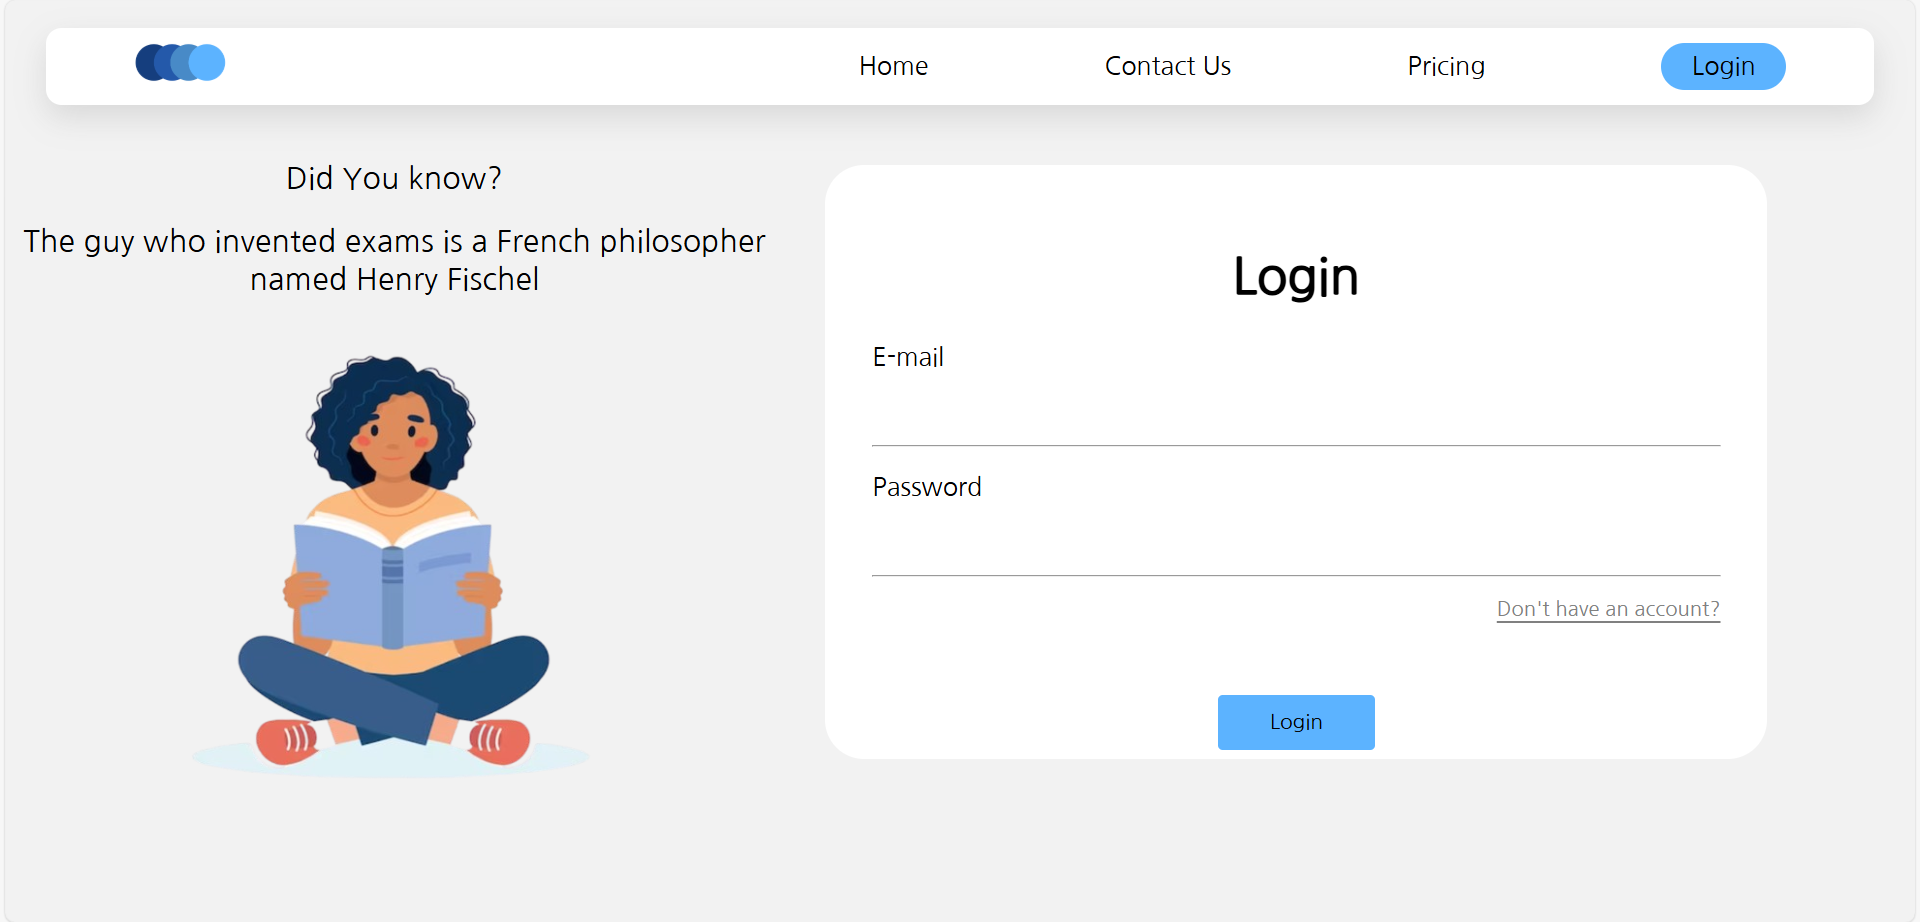 Home
Contact Us
Pricing
Login
Did You know?
The guy who invented exams is a French philosopher
named Henry Fischel
Login
E-mail
Password
Don't have an account?
Login